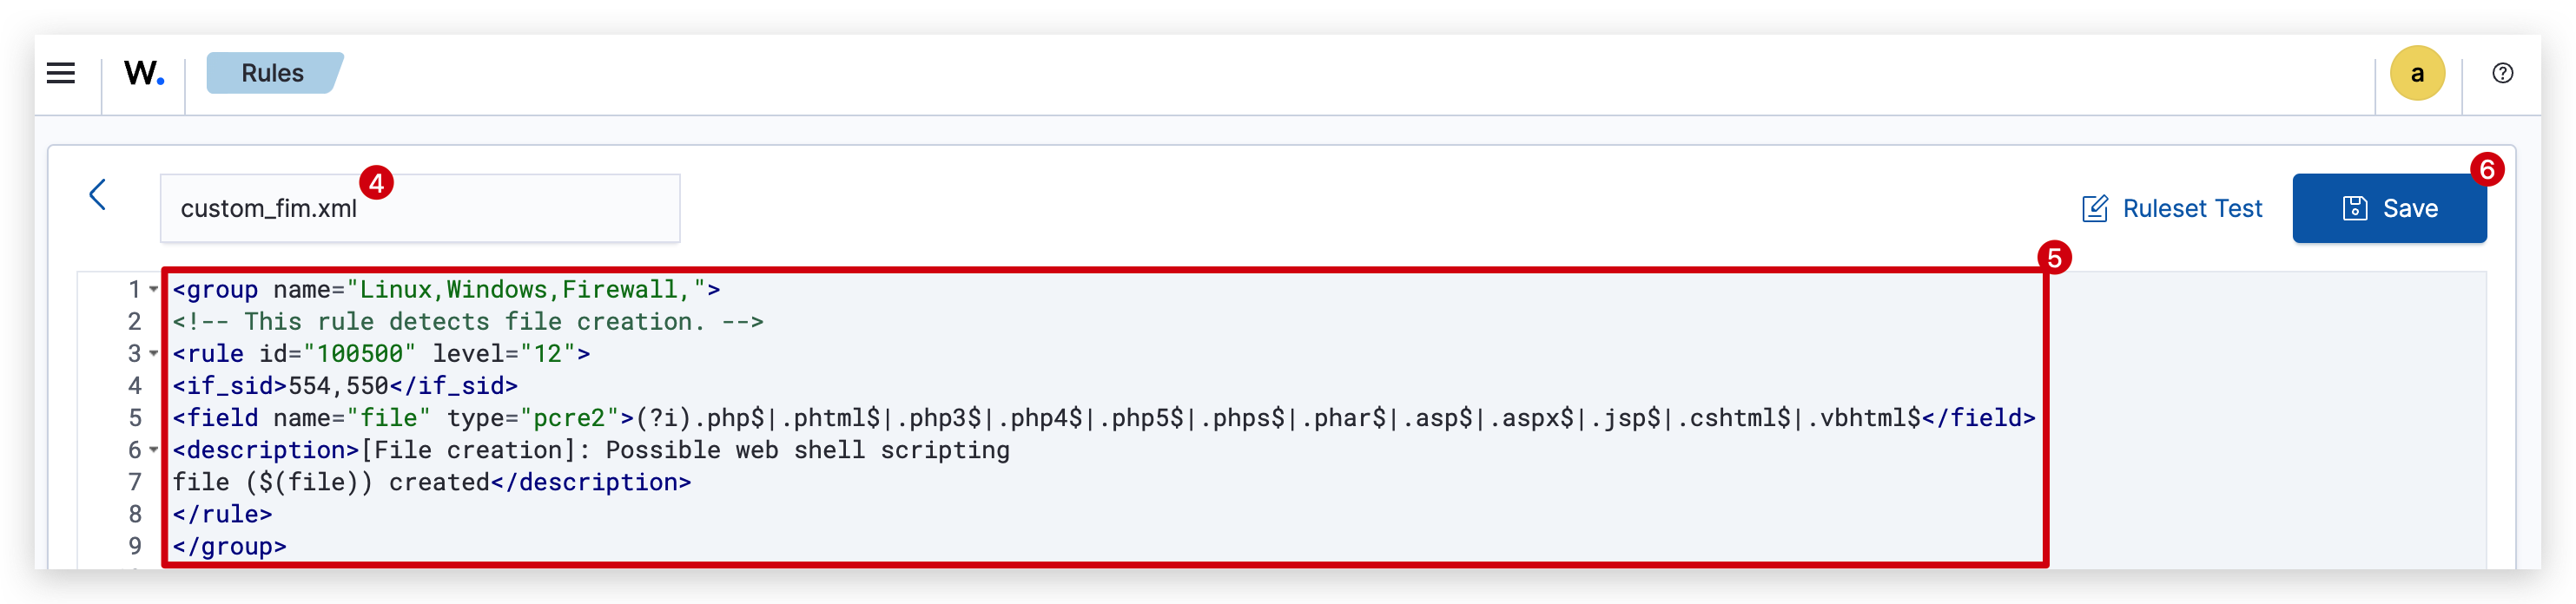 W.
Rules
a
?
4
custom_fim.xml
Ruleset Test
6
Save
5
1 <group name="Linux,Windows,Firewall,">
2 <!-- This rule detects file creation. -->
3 <rule id="100500" level="12">
4 <if_sid>554,550</if_sid>
5 <field name="file" type="pcre2">(?i).php$|.phtml$|.php3$|.php4$|.php5$|.phps$|.phar$|.asp$|.aspx$|.jsp$|.cshtml$|.vbhtml$</field>
6 <description>[File creation]: Possible web shell scripting
7 file ($(file)) created</description>
8 </rule>
9 </group>